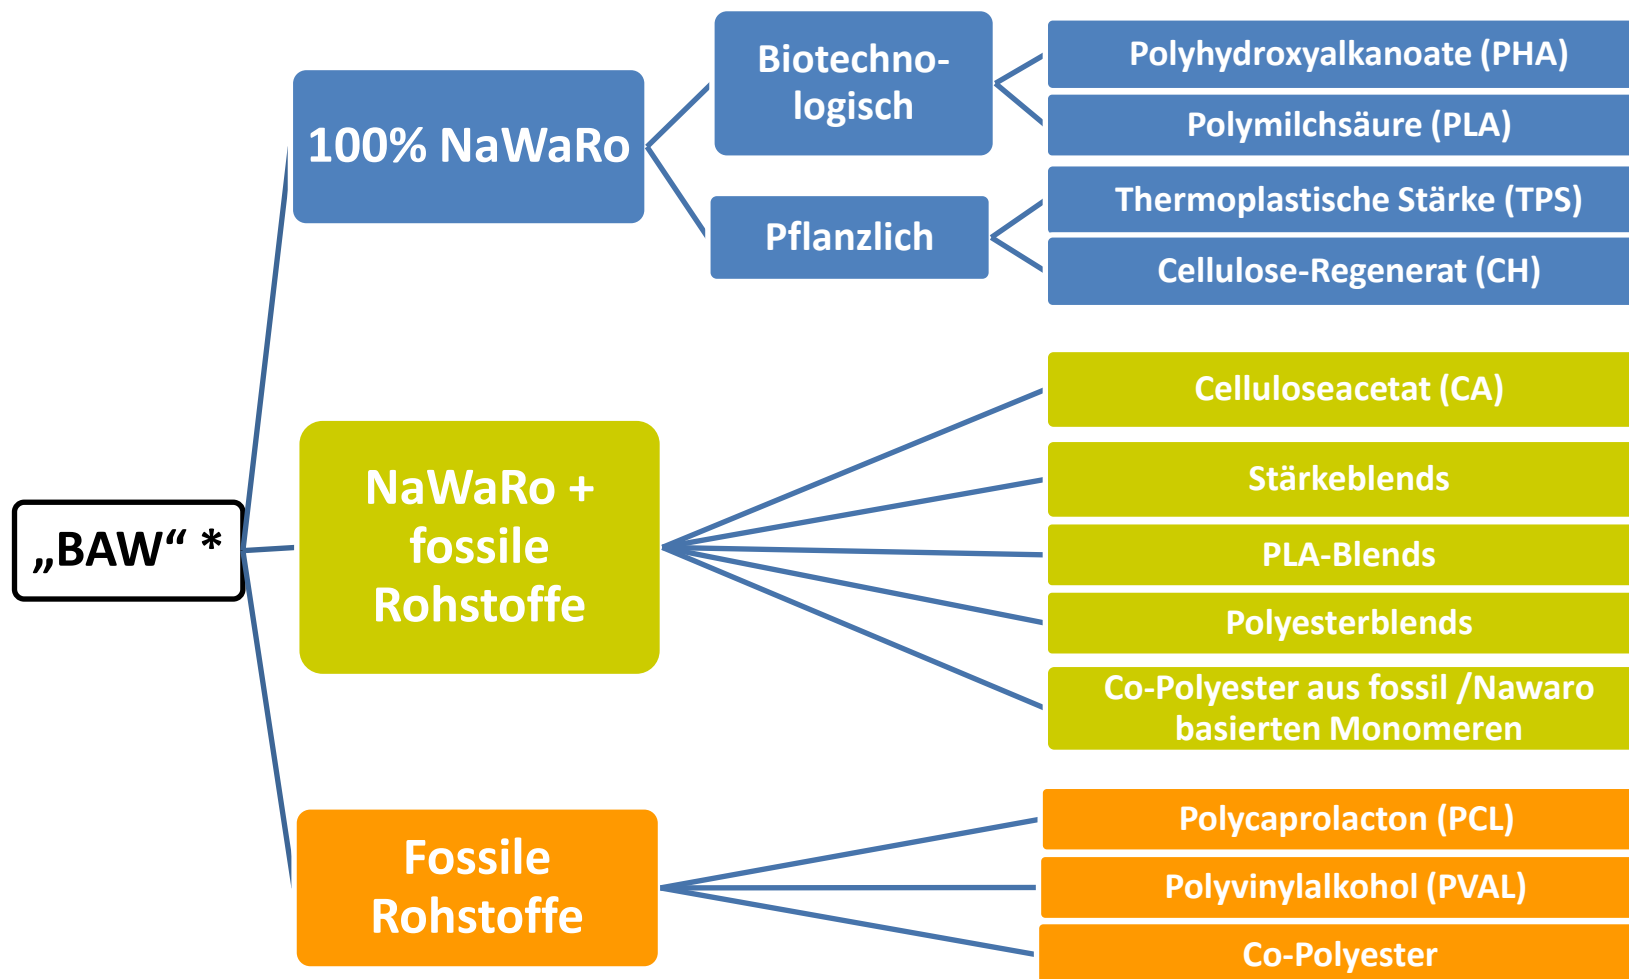 „BAW“ *
100% NaWaRo
Biotechno-
logisch
Polyhydroxyalkanoate (PHA)
Polymilchsäure (PLA)
Pflanzlich
Thermoplastische Stärke (TPS)
Cellulose-Regenerat (CH)
NaWaRo +
fossile
Rohstoffe
Celluloseacetat (CA)
Stärkeblends
PLA-Blends
Polyesterblends
Co-Polyester aus fossil /Nawaro
basierten Monomeren
Fossile
Rohstoffe
Polycaprolacton (PCL)
Polyvinylalkohol (PVAL)
Co-Polyester